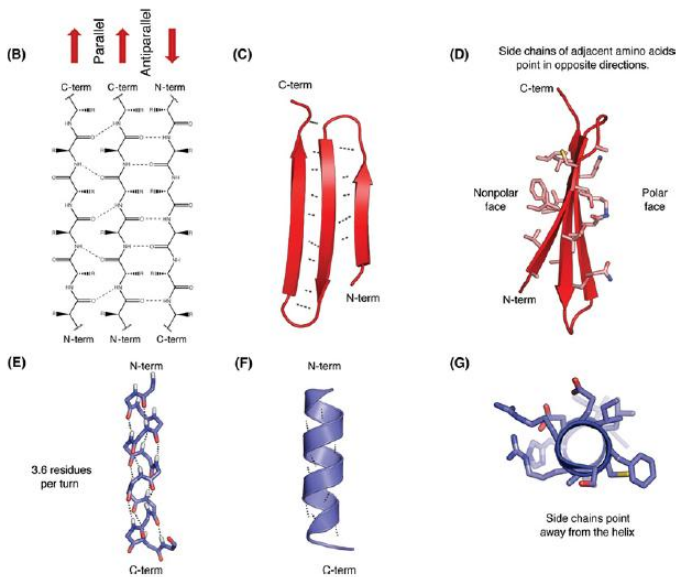 Parallel
Antiparallel
(B)
C-term C-term N-term
N-term N-term C-term
(C)
C-term
N-term
(D)
Side chains of adjacent amino acids
point in opposite directions.
C-term
Nonpolar
face
Polar
face
N-term
(E)
N-term
3.6 residues
per turn
C-term
(F)
N-term
C-term
(G)
Side chains point
away from the helix